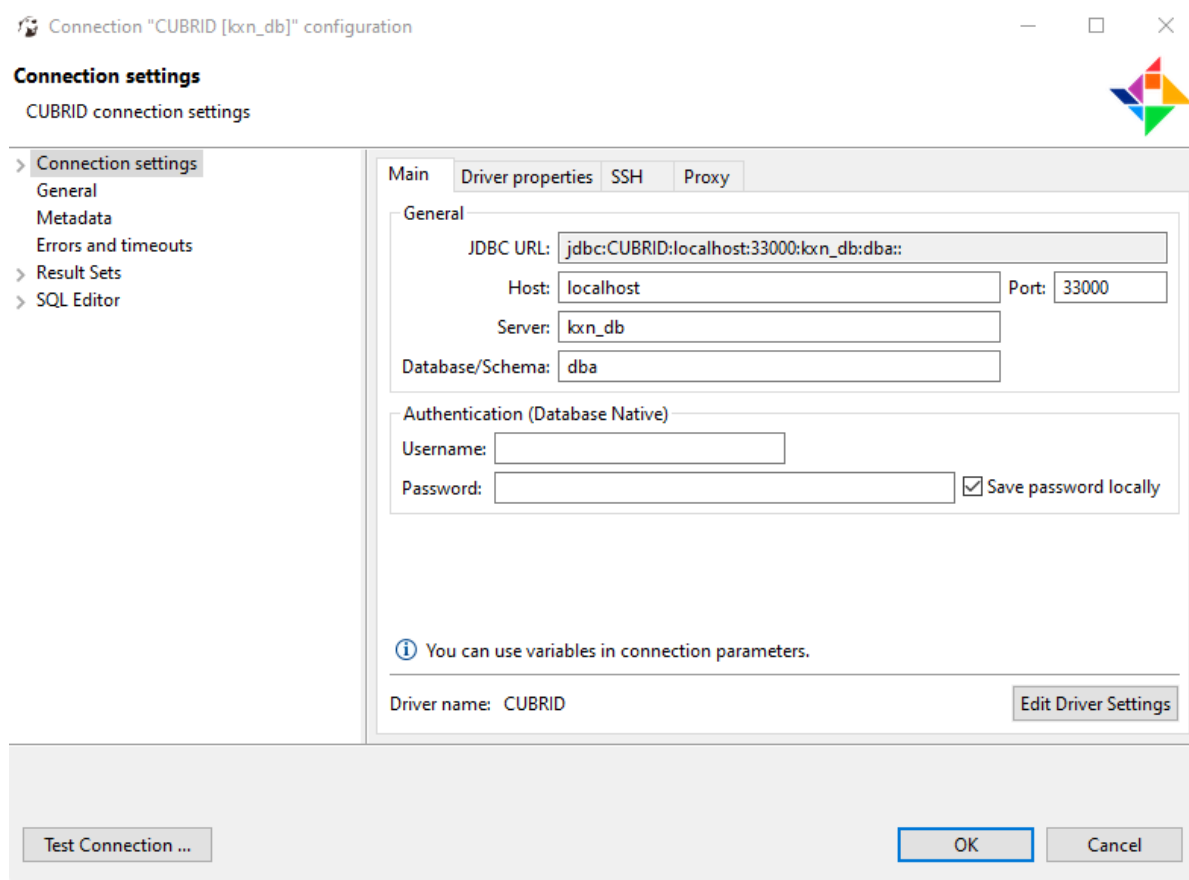 Connection "CUBRID [kxn_db]" configuration
Connection settings
CUBRID connection settings
Connection settings
General
Metadata
Errors and timeouts
Result Sets
SQL Editor
Main Driver properties SSH Proxy
General
JDBC URL: jdbc:CUBRID:localhost:33000:kxn_db:dba::
Host: localhost Port: 33000
Server: kxn_db
Database/Schema: dba
Authentication (Database Native)
Username:
Password: Save password locally
You can use variables in connection parameters.
Driver name: CUBRID Edit Driver Settings
Test Connection ... OK Cancel